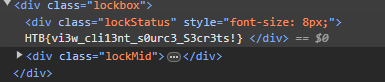 ▼<div class="lockbox">
<div class="lockStatus" style="font-size: 8px;">
HTB{vi3w_cli13nt_s0urc3_S3cr3ts!} </div> == $0
▶<div class="lockMid">…</div>
</div>